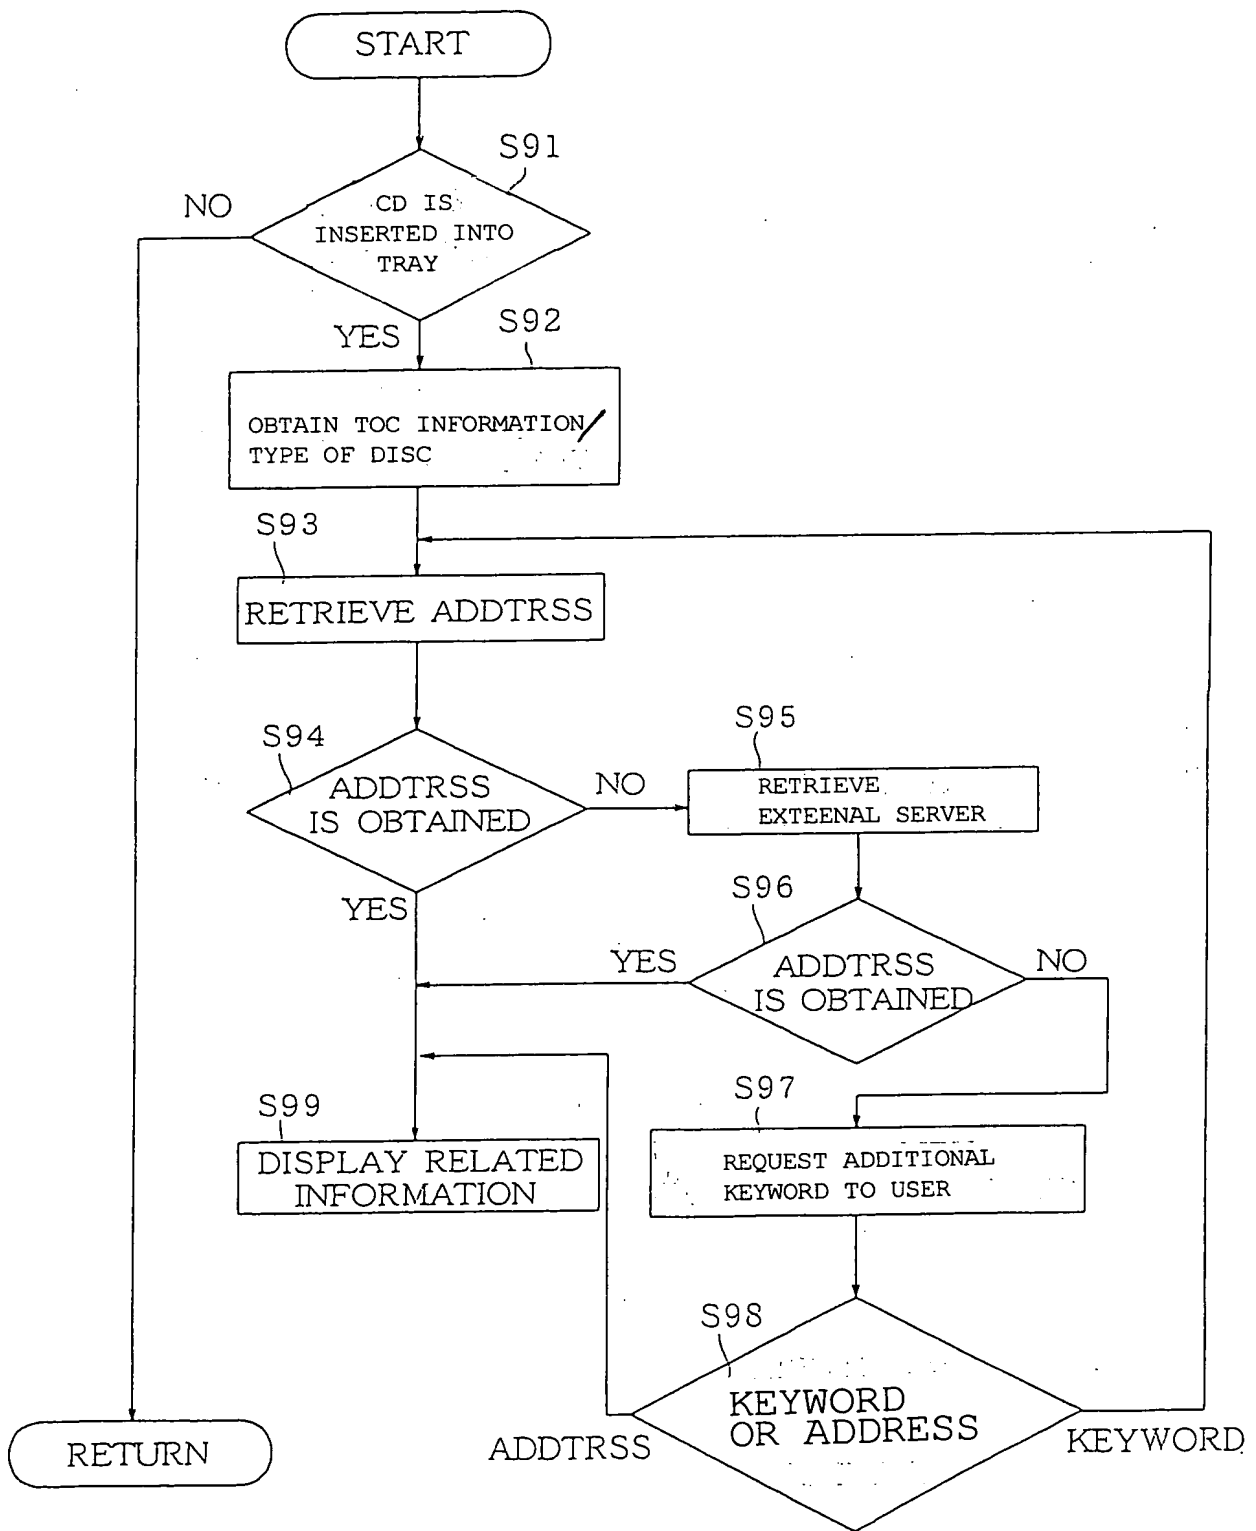 START
S91
NO
CD IS
INSERTED INTO
TRAY
YES
S92
OBTAIN TOC INFORMATION/
TYPE OF DISC
S93
RETRIEVE ADDTRSS
S94
ADDTRSS
IS OBTAINED
NO
S95
RETRIEVE
EXTEENAL SERVER
YES
S96
YES
ADDTRSS
IS OBTAINED
NO
S97
REQUEST ADDITIONAL
KEYWORD TO USER
S99
DISPLAY RELATED
INFORMATION
S98
KEYWORD
OR ADDRESS
ADDTRSS
KEYWORD
RETURN